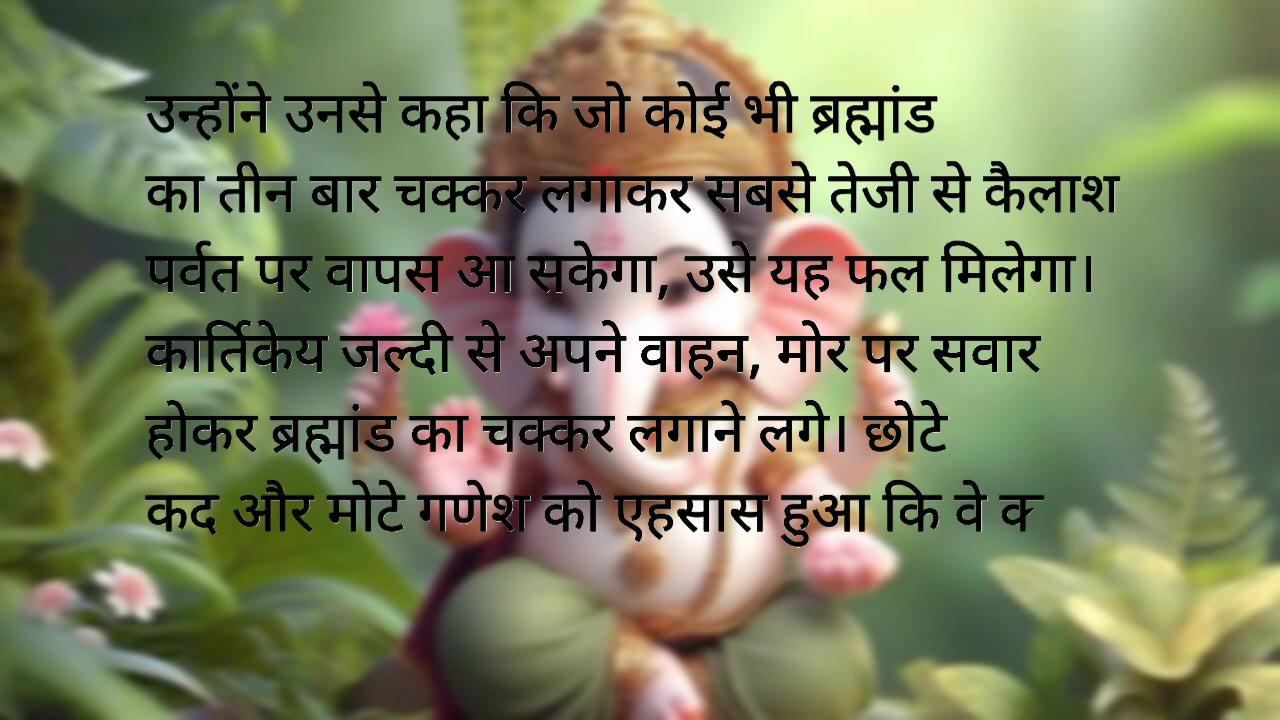 उन्होंने उनसे कहा कि जो कोई भी ब्रह्मांड
का तीन बार चक्कर लगाकर सबसे तेजी से कैलाश
पर्वत पर वापस आ सकेगा, उसे यह फल मिलेगा।
कार्तिकेय जल्दी से अपने वाहन, मोर पर सवार
होकर ब्रह्मांड का चक्कर लगाने लगे। छोटे
कद और मोटे गणेश को एहसास हुआ कि वे क